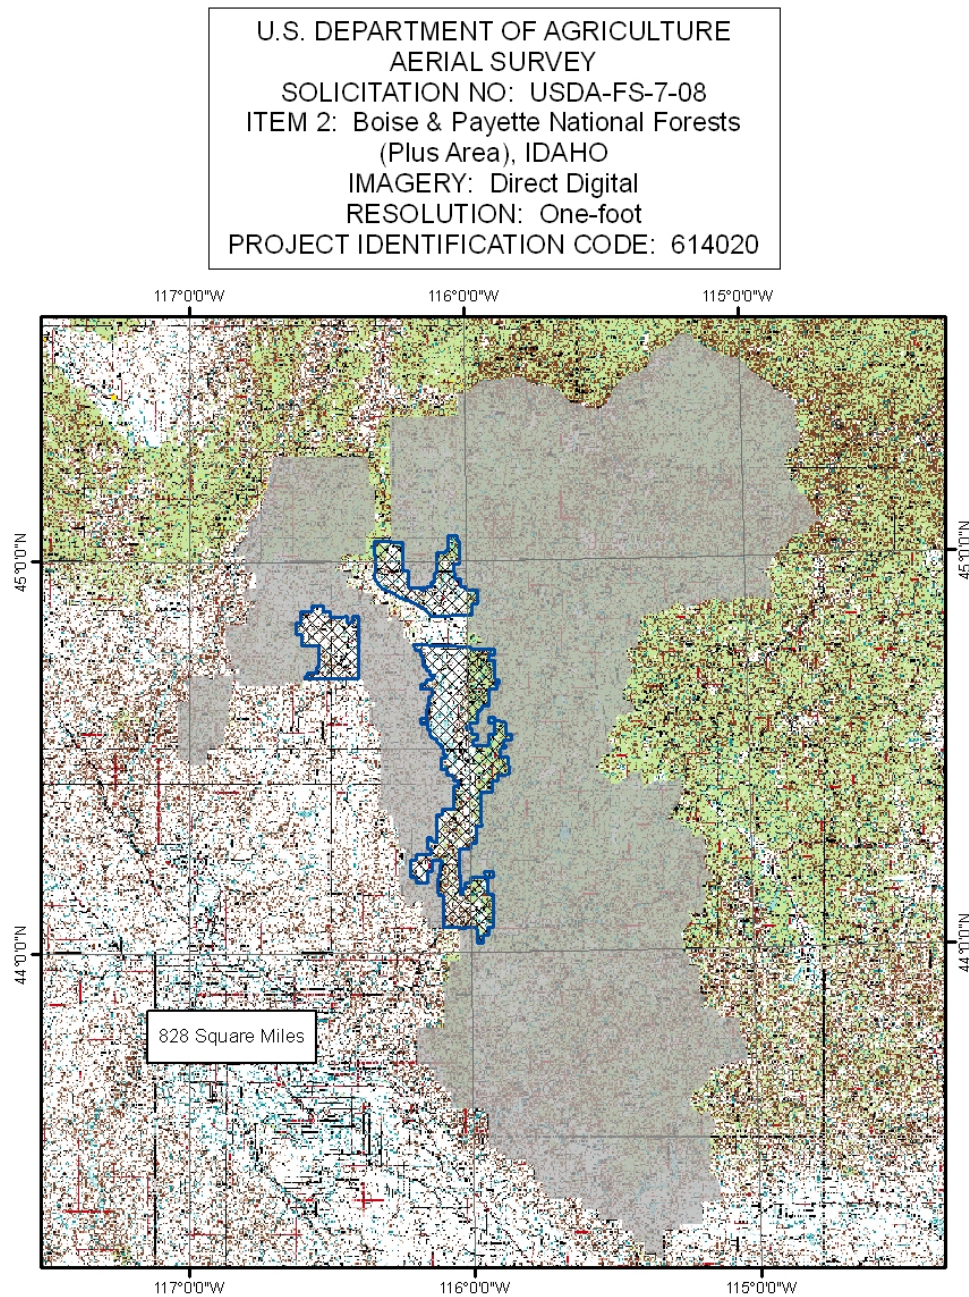 U.S. DEPARTMENT OF AGRICULTURE
AERIAL SURVEY
SOLICITATION NO: USDA-FS-7-08
ITEM 2: Boise & Payette National Forests
(Plus Area), IDAHO
IMAGERY: Direct Digital
RESOLUTION: One-foot
PROJECT IDENTIFICATION CODE: 614020
117°0'0"W
116°0'0"W
115°0'0"W
45°0'0"N
45°0'0"N
44°0'0"N
44°0'0"N
828 Square Miles
117°0'0"W
116°0'0"W
115°0'0"W